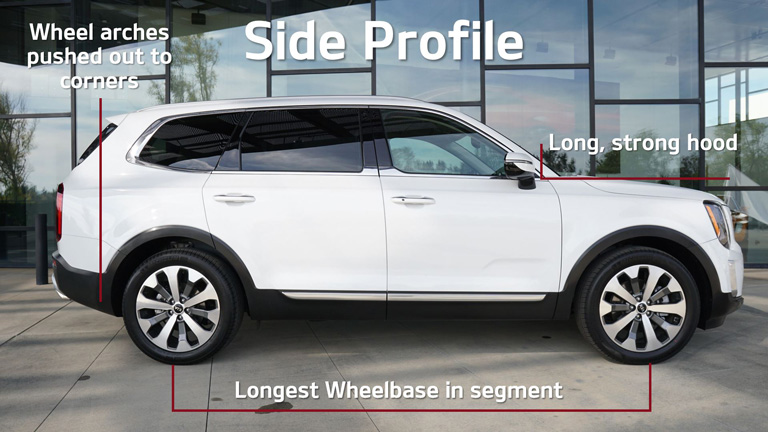 Side Profile
Wheel arches
pushed out to
corners
Long, strong hood
Longest Wheelbase in segment